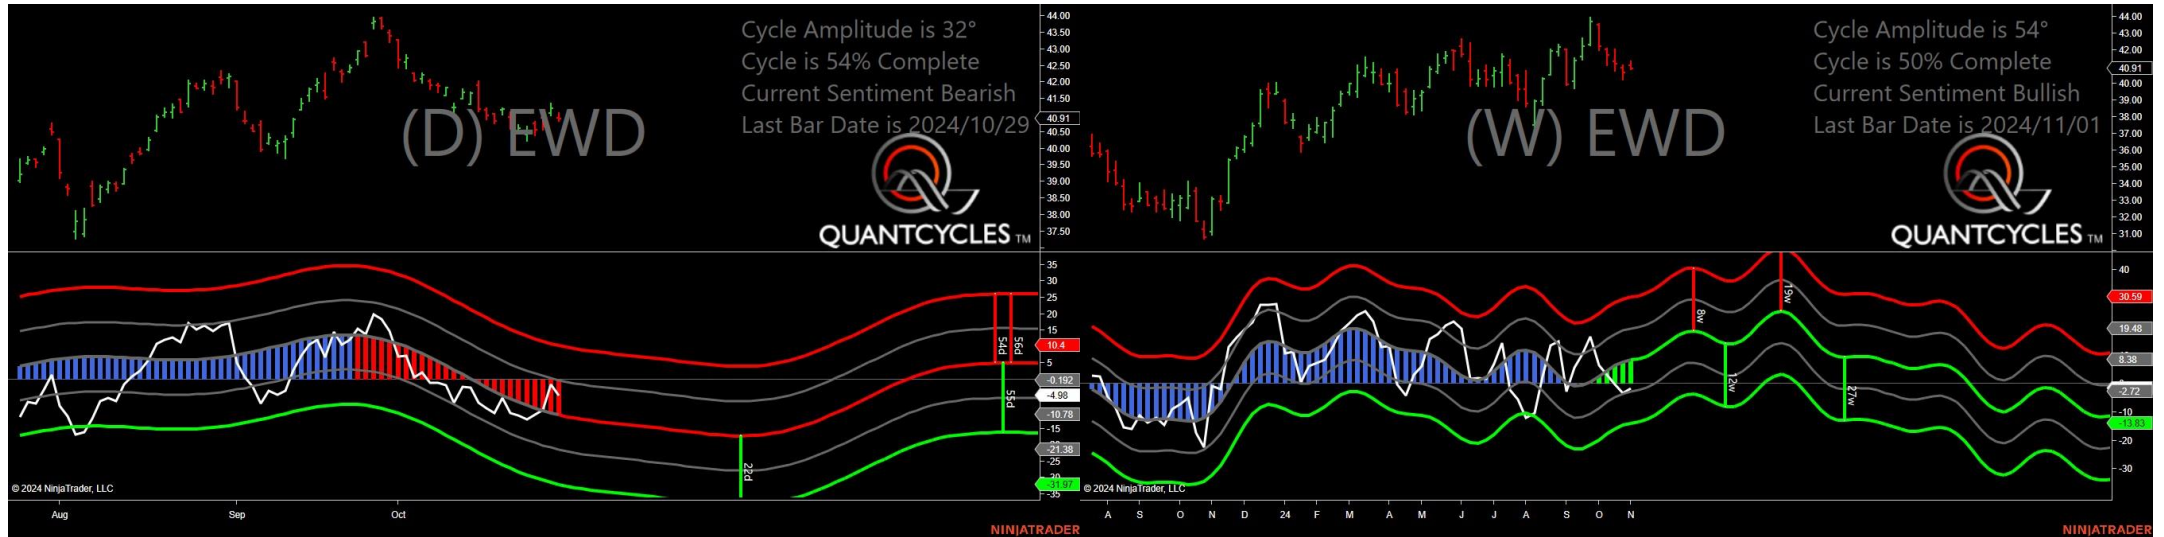 Cycle Amplitude is 32°
Cycle is 54% Complete
Current Sentiment Bearish
Last Bar Date is 2024/10/29
(D) EWD
QUANTCYCLES TM
44.00
43.50
43.00
42.50
42.00
41.50
40.91
40.50
40.00
39.50
39.00
38.50
38.00
37.50
35
30
25
20
15
10.4
5
-0.192
-4.98
-10.78
-15
-21.38
-25
-31.97
-35
54d
56d
55d
22d
© 2024 NinjaTrader, LLC
Aug
Sep
Oct
NINJATRADER
Cycle Amplitude is 54°
Cycle is 50% Complete
Current Sentiment Bullish
Last Bar Date is 2024/11/01
(W) EWD
QUANTCYCLES TM
44.00
43.00
42.00
40.91
40.00
39.00
38.00
37.00
36.00
35.00
34.00
33.00
32.00
31.00
40
30.59
19.48
8.38
-2.72
-10
-13.83
-20
-30
8w
19w
12w
27w
© 2024 NinjaTrader, LLC
A
S
O
N
D
24
F
M
A
M
J
J
A
S
O
N
NINJATRADER